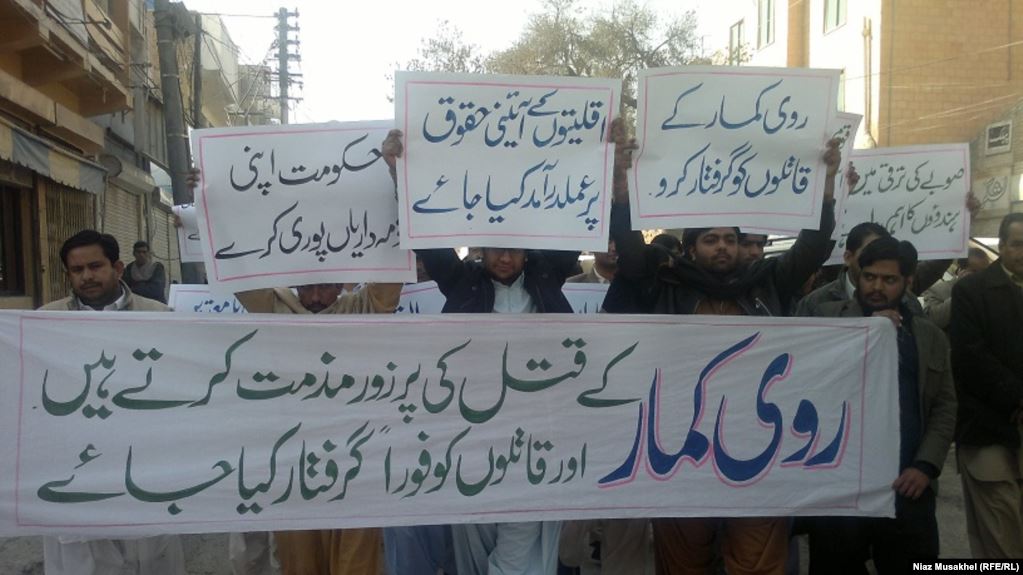 حکومت اپنی
ذمہ داریاں پوری کرے
اقلیتوں کے آئینی حقوق
پر عملدرآمد کیا جائے
روی کمار کے
قاتلوں کو گرفتار کرو.
صوبے کی ترقی میں
ہندوؤں کا اہم
روی کمار کے قتل کی پرزور مذمت کرتے ہیں.
اور قاتلوں کو فوراً گرفتار کیا جائے
Niaz Musakhel (RFE/RL)